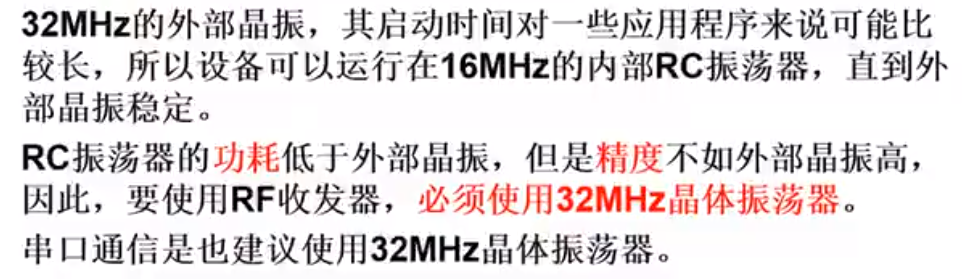 32MHz的外部晶振，其启动时间对一些应用程序来说可能比
较长，所以设备可以运行在16MHz的内部RC振荡器，直到外
部晶振稳定。
RC振荡器的功耗低于外部晶振，但是精度不如外部晶振高，
因此，要使用RF收发器，必须使用32MHz晶体振荡器。
串口通信是也建议使用32MHz晶体振荡器。